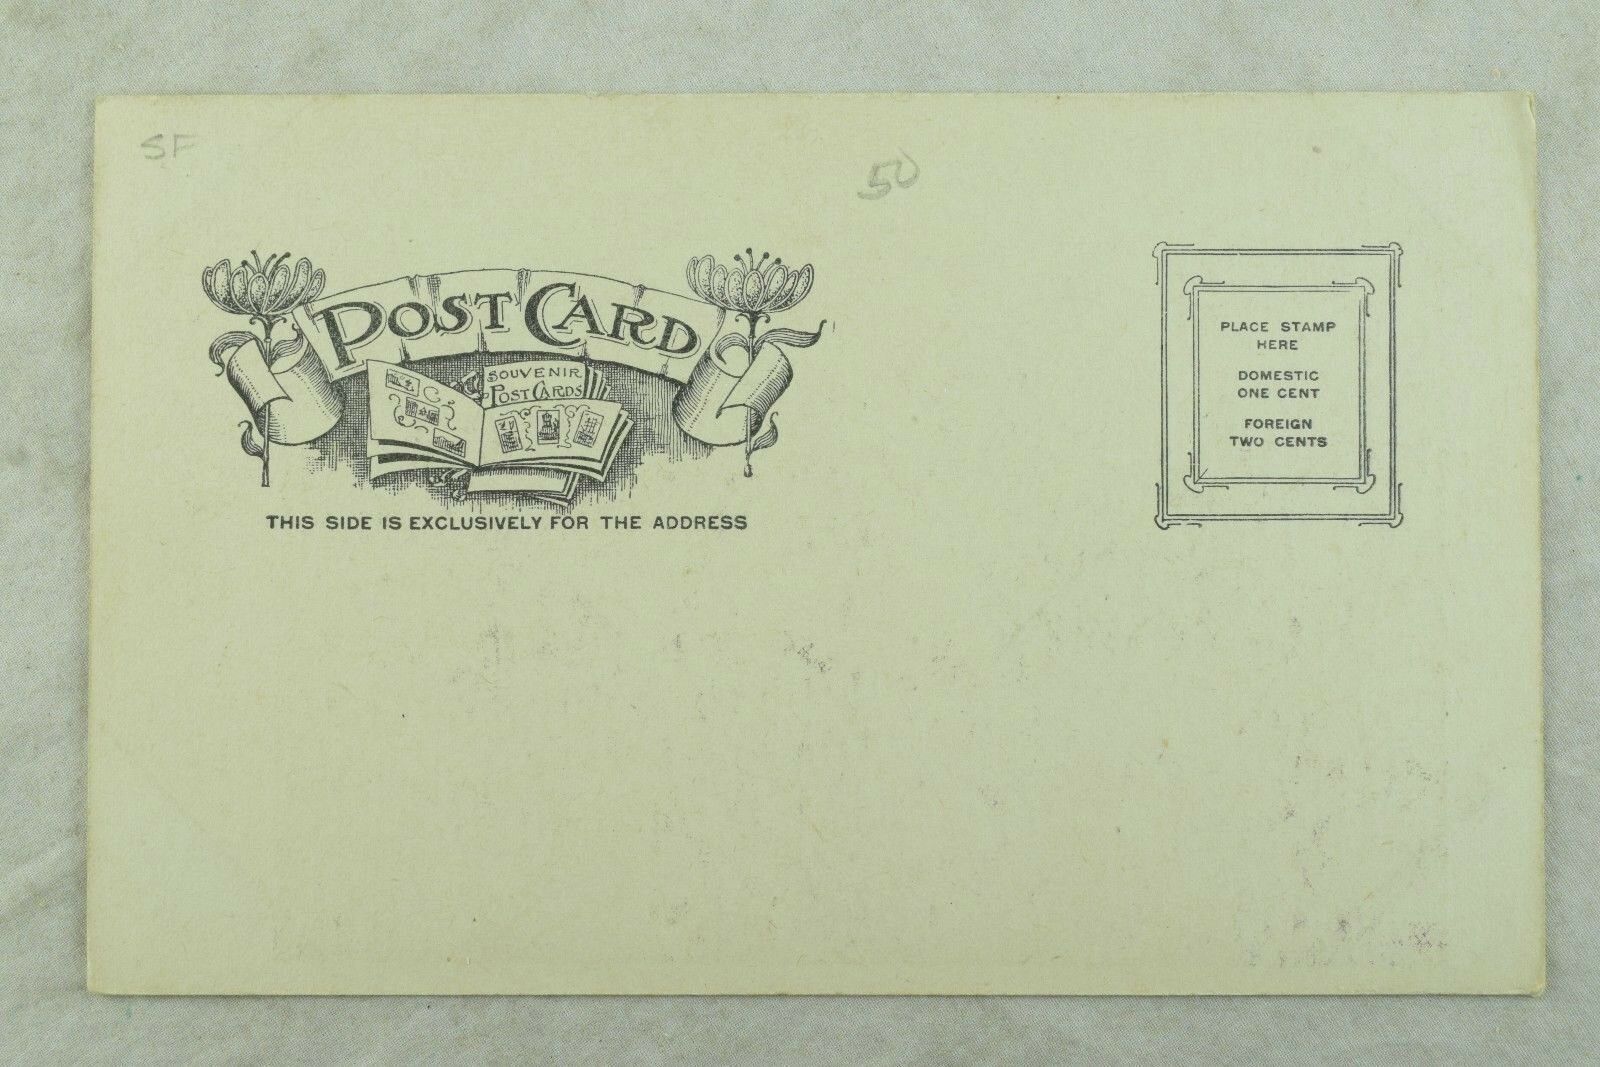 SF
50
POST CARD
SOUVENIR
POST CARDS
THIS SIDE IS EXCLUSIVELY FOR THE ADDRESS
PLACE STAMP
HERE
DOMESTIC
ONE CENT
FOREIGN
TWO CENTS